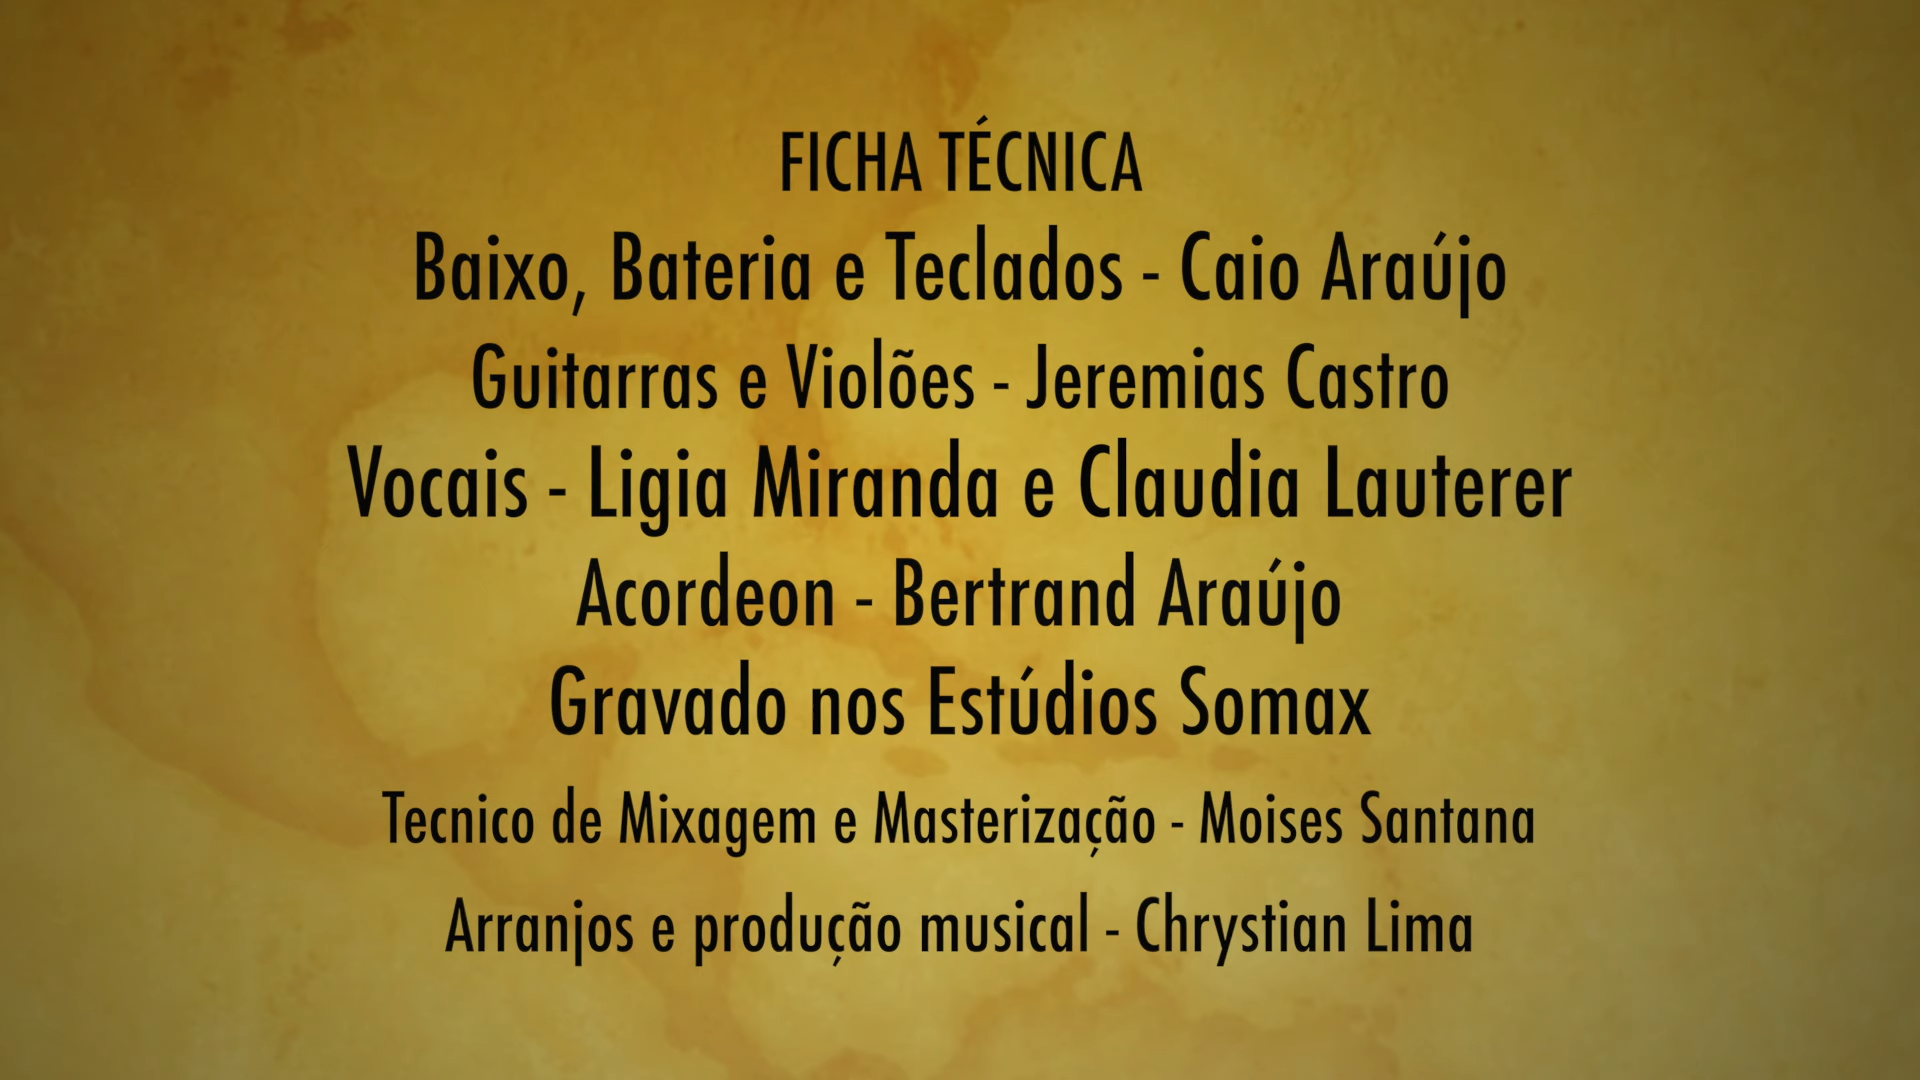 FICHA TÉCNICA
Baixo, Bateria e Teclados - Caio Araújo
Guitarras e Violões - Jeremias Castro
Vocais - Ligia Miranda e Claudia Lauterer
Acordeon - Bertrand Araújo
Gravado nos Estúdios Somax
Tecnico de Mixagem e Masterização - Moises Santana
Arranjos e produção musical - Chrystian Lima